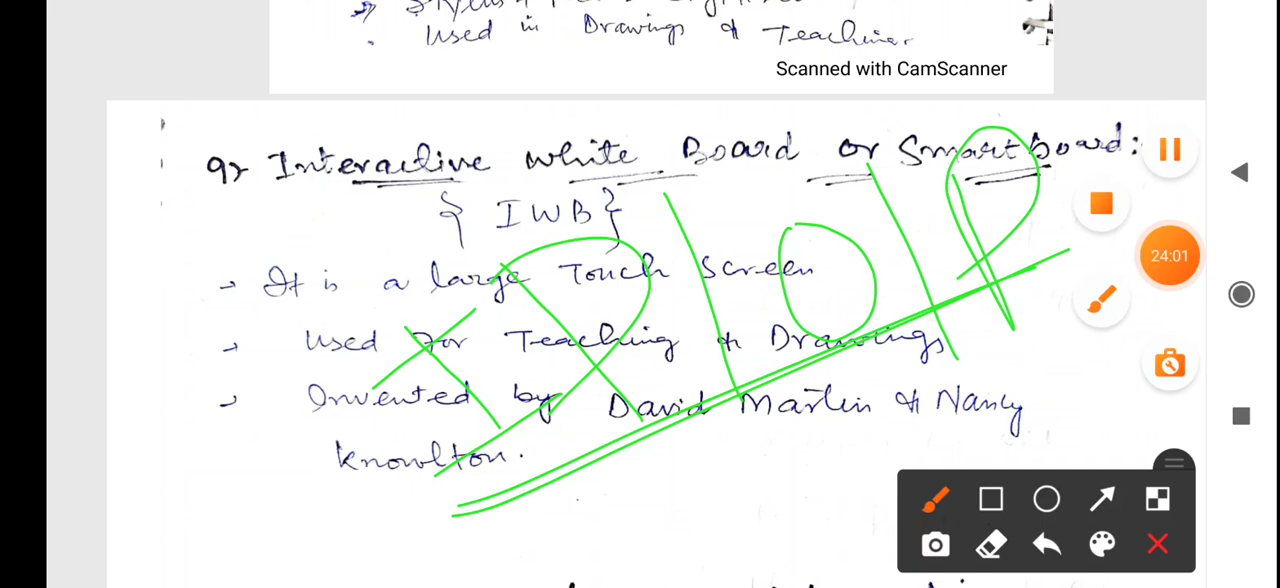 Used in Drawings & Teaching
Scanned with CamScanner
9> Interactive White Board or Smart board:
{ IWB }
→ It is a large Touch Screen
→ Used For Teaching & Drawings
→ Invented by David Martin & Nancy
Knowlton.
24:01